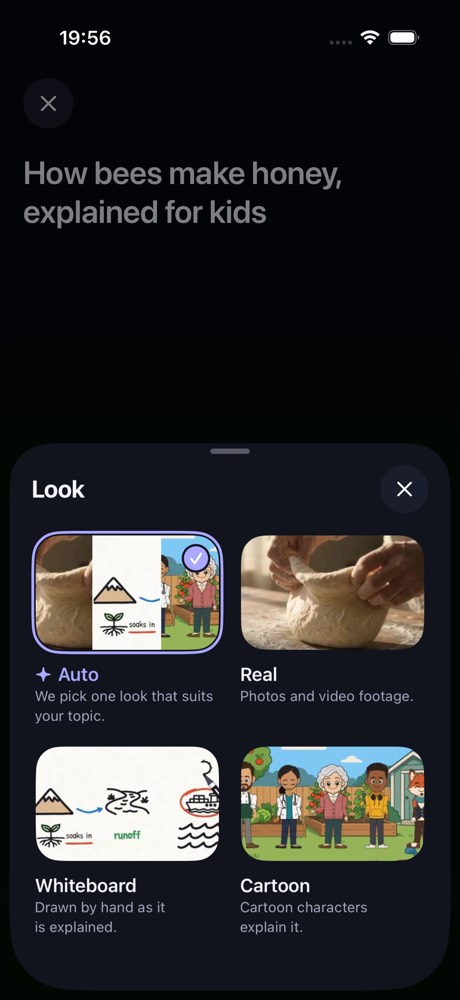 19:56
How bees make honey,
explained for kids
Look
soaks in
Auto
We pick one look that suits
your topic.
Real
Photos and video footage.
soaks in
runoff
Whiteboard
Drawn by hand as it
is explained.
Cartoon
Cartoon characters
explain it.